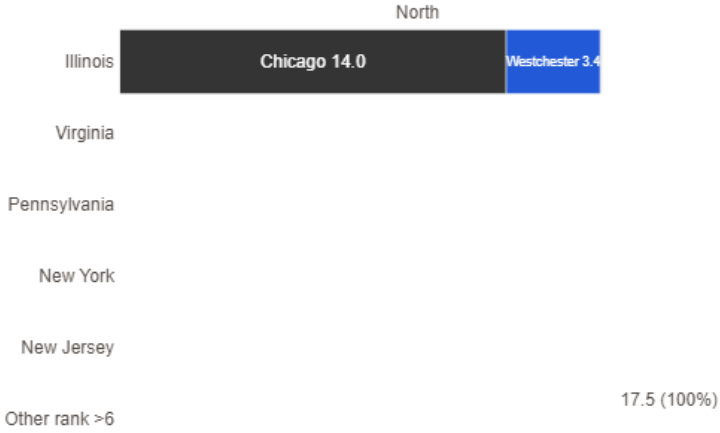 North
Illinois
Chicago 14.0
Westchester 3.4
Virginia
Pennsylvania
New York
New Jersey
17.5 (100%)
Other rank >6